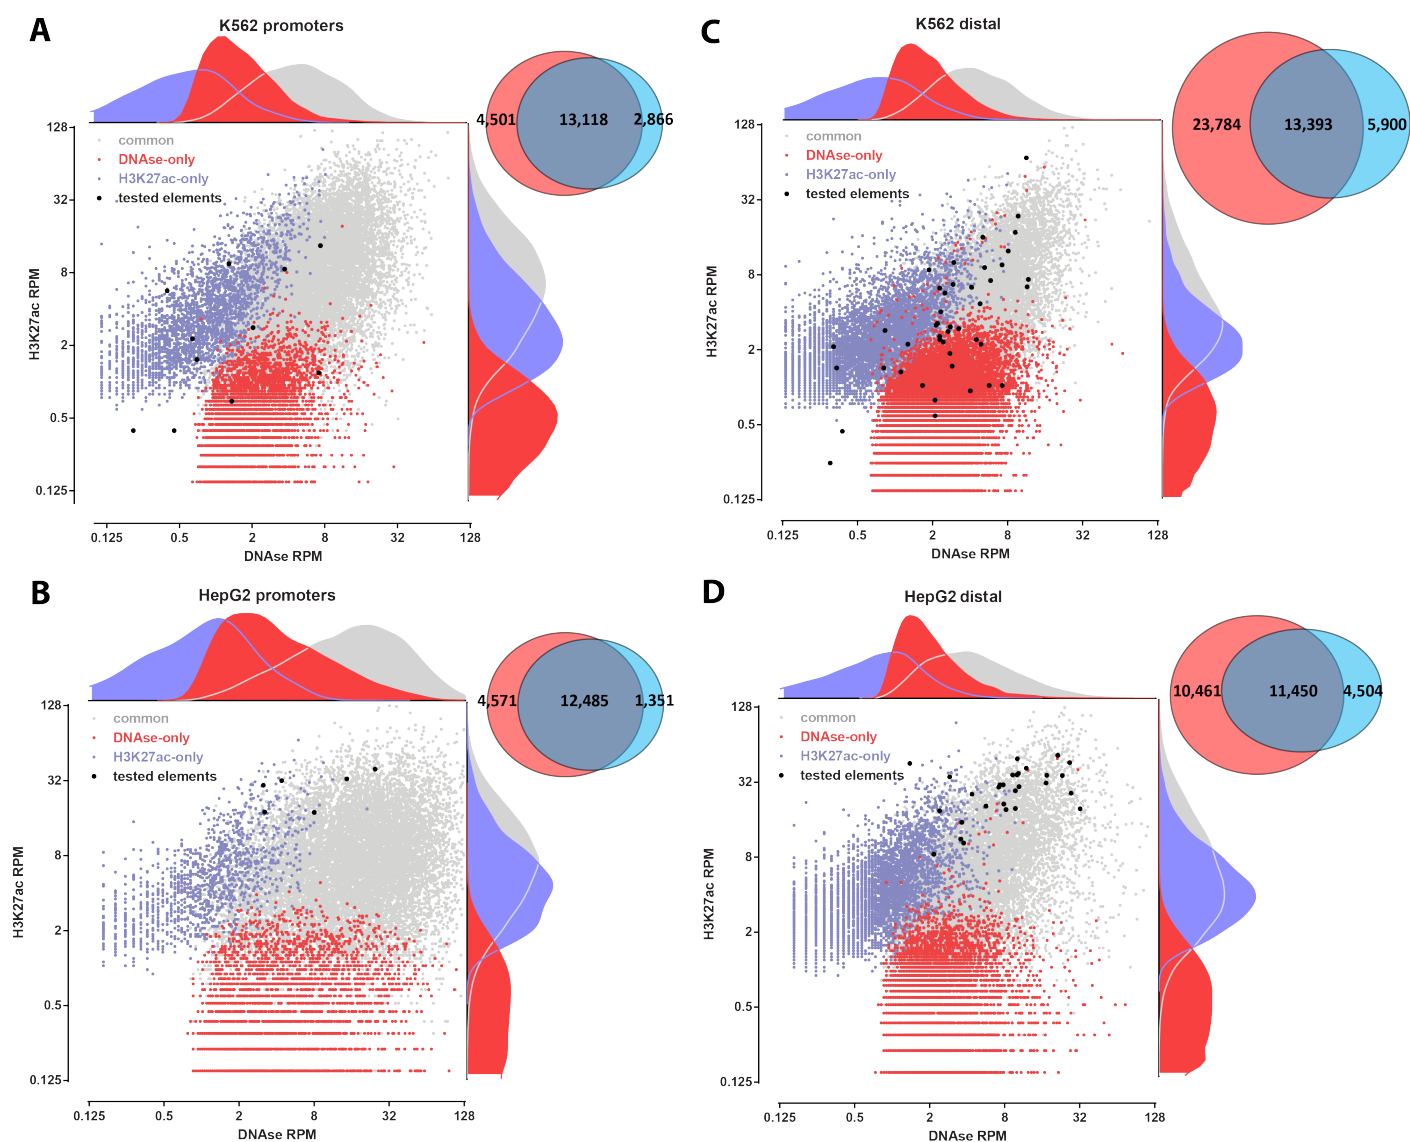 A
K562 promoters
4,501
13,118
2,866
common
DNAse-only
H3K27ac-only
tested elements
128
32
8
2
0.5
0.125
H3K27ac RPM
0.125
0.5
2
8
32
128
DNAse RPM
C
K562 distal
23,784
13,393
5,900
common
DNAse-only
H3K27ac-only
tested elements
128
32
8
2
0.5
0.125
H3K27ac RPM
0.125
0.5
2
8
32
128
DNAse RPM
B
HepG2 promoters
4,571
12,485
1,351
common
DNAse-only
H3K27ac-only
tested elements
128
32
8
2
0.5
0.125
H3K27ac RPM
0.125
0.5
2
8
32
128
DNAse RPM
D
HepG2 distal
10,461
11,450
4,504
common
DNAse-only
H3K27ac-only
tested elements
128
32
8
2
0.5
0.125
H3K27ac RPM
0.125
0.5
2
8
32
128
DNAse RPM